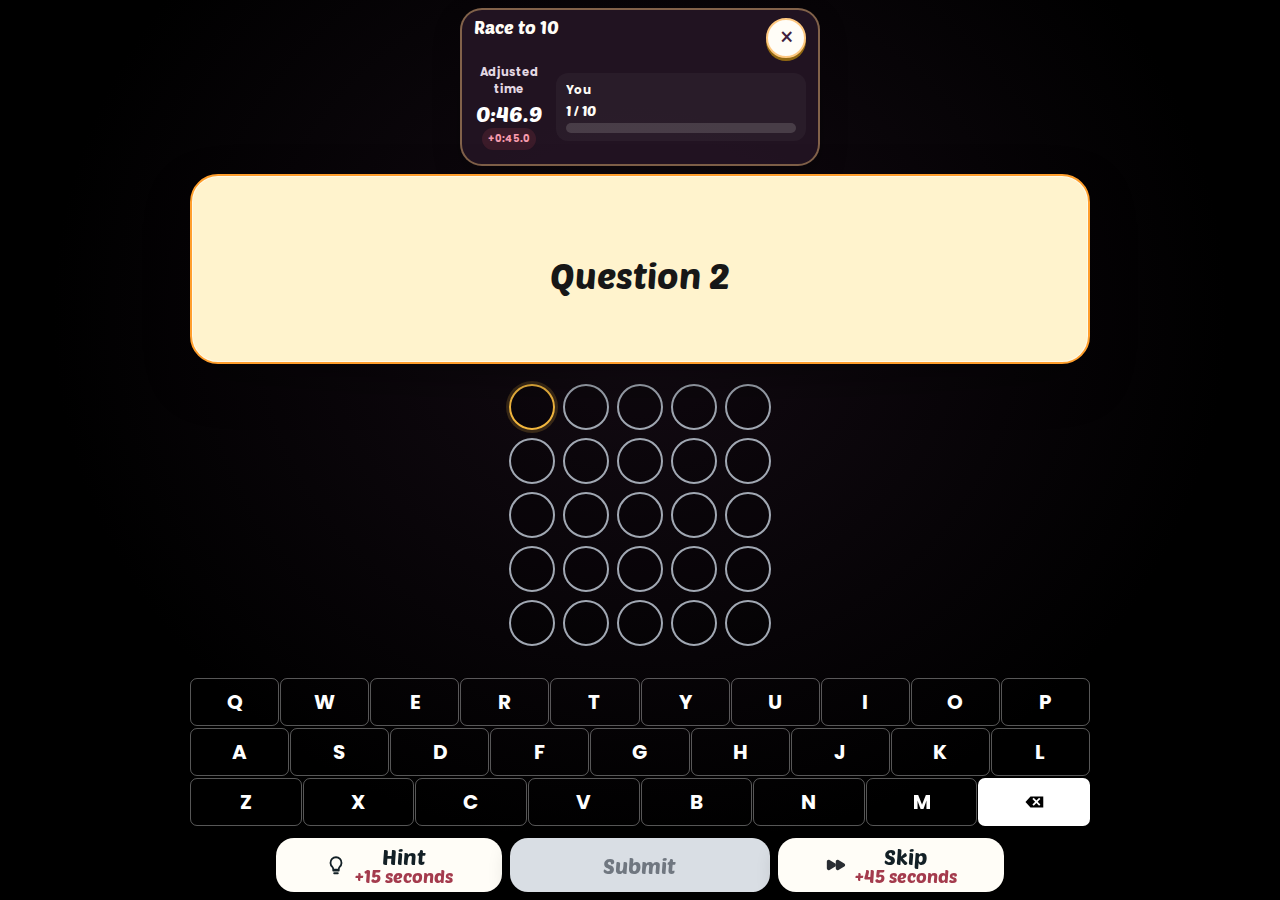 Race to 10
×
Adjusted
time
0:46.9
+0:45.0
You
1 / 10
Question 2
Q W E R T Y U I O P
A S D F G H J K L
Z X C V B N M
Hint
+15 seconds
Submit
Skip
+45 seconds